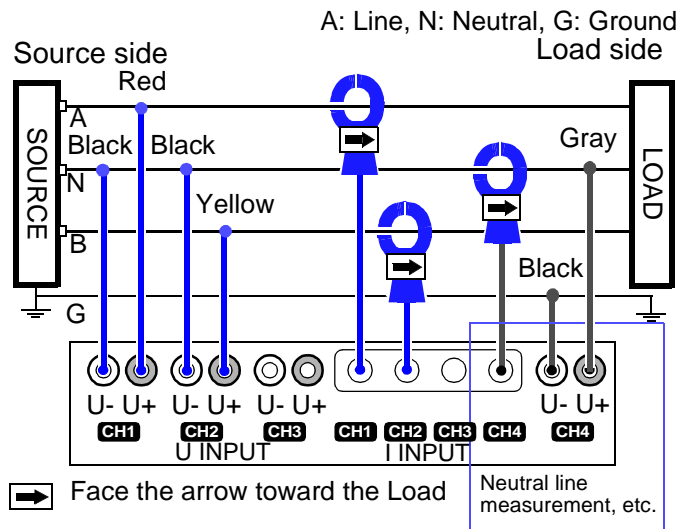 A: Line, N: Neutral, G: Ground
Source side
Load side
Red
A
Black Black
Gray
SOURCE
N
LOAD
Yellow
B
Black
G
U- U+ U- U+ U- U+
U- U+
CH1 CH2 CH3 CH1 CH2 CH3 CH4 CH4
U INPUT
I INPUT
Face the arrow toward the Load
Neutral line
measurement, etc.